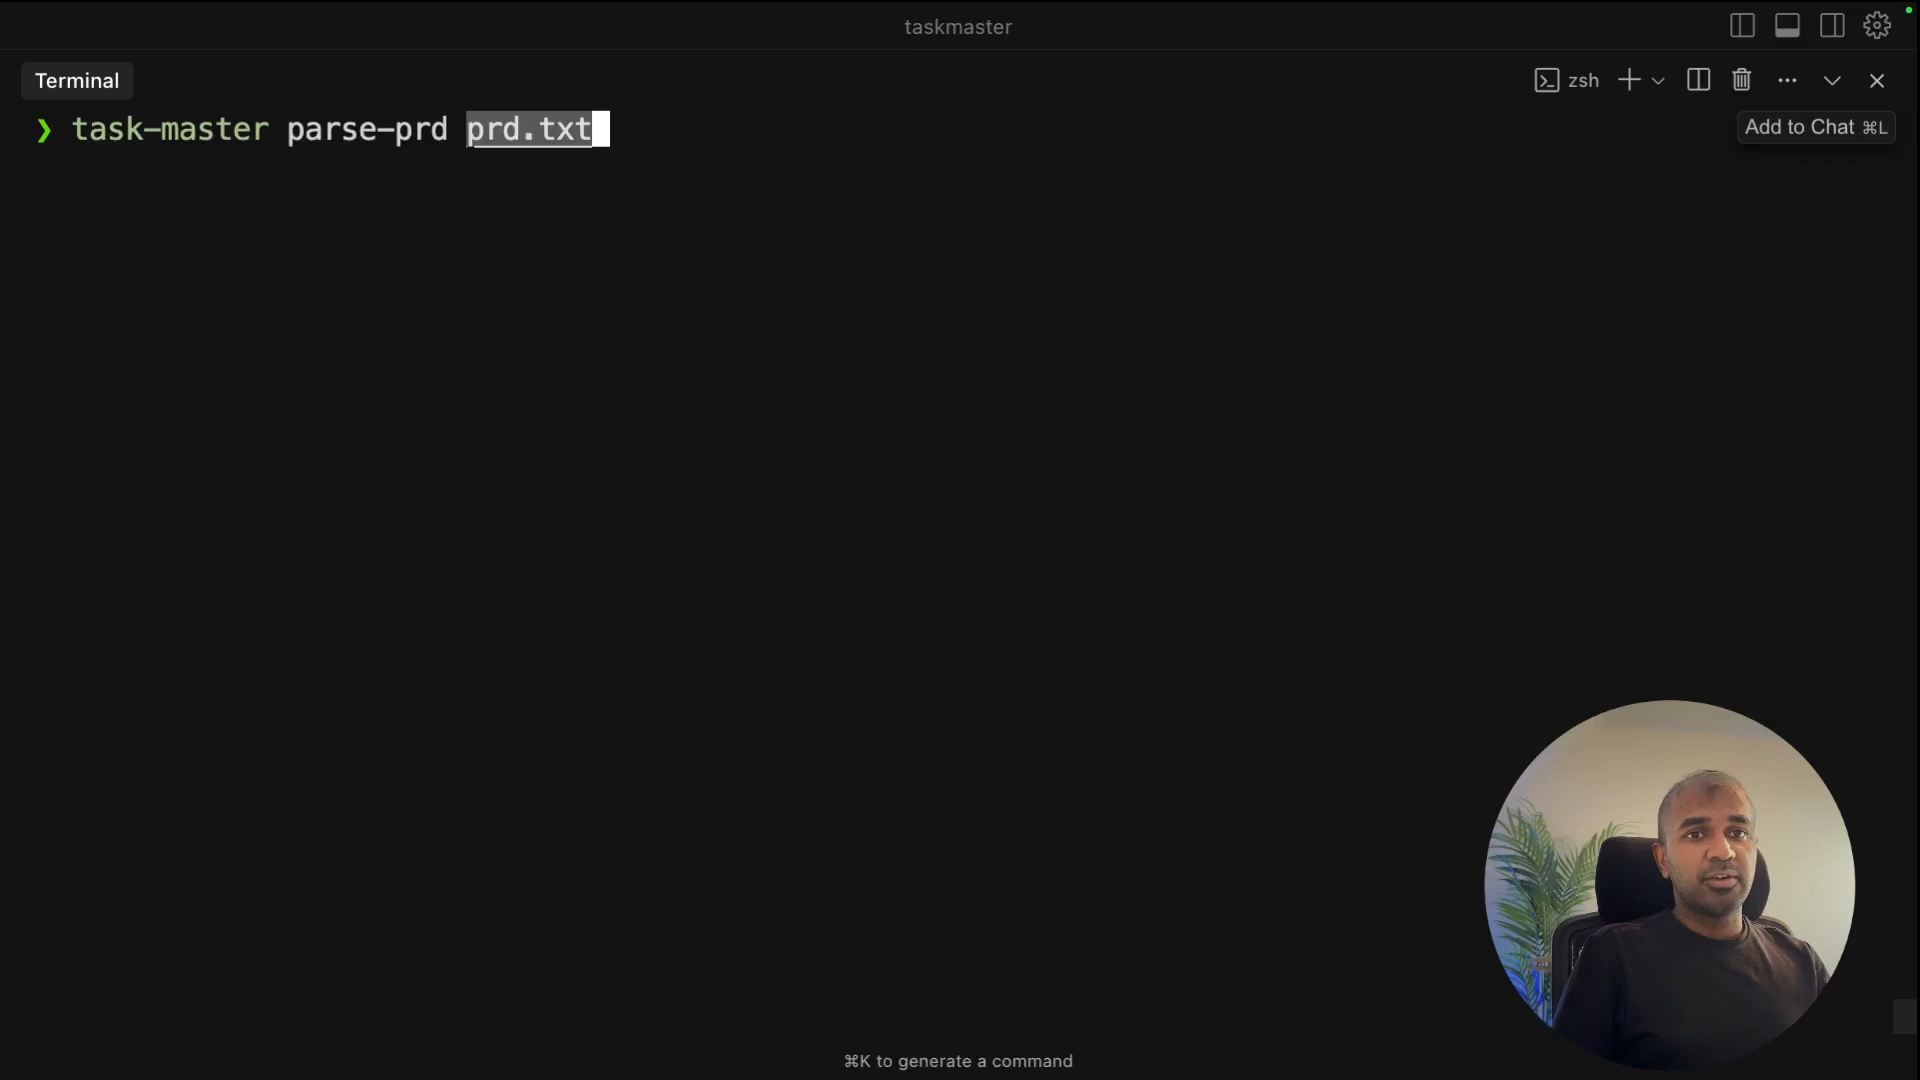 taskmaster
Terminal
zsh
❯ task-master parse-prd prd.txt
Add to Chat ⌘L
⌘K to generate a command